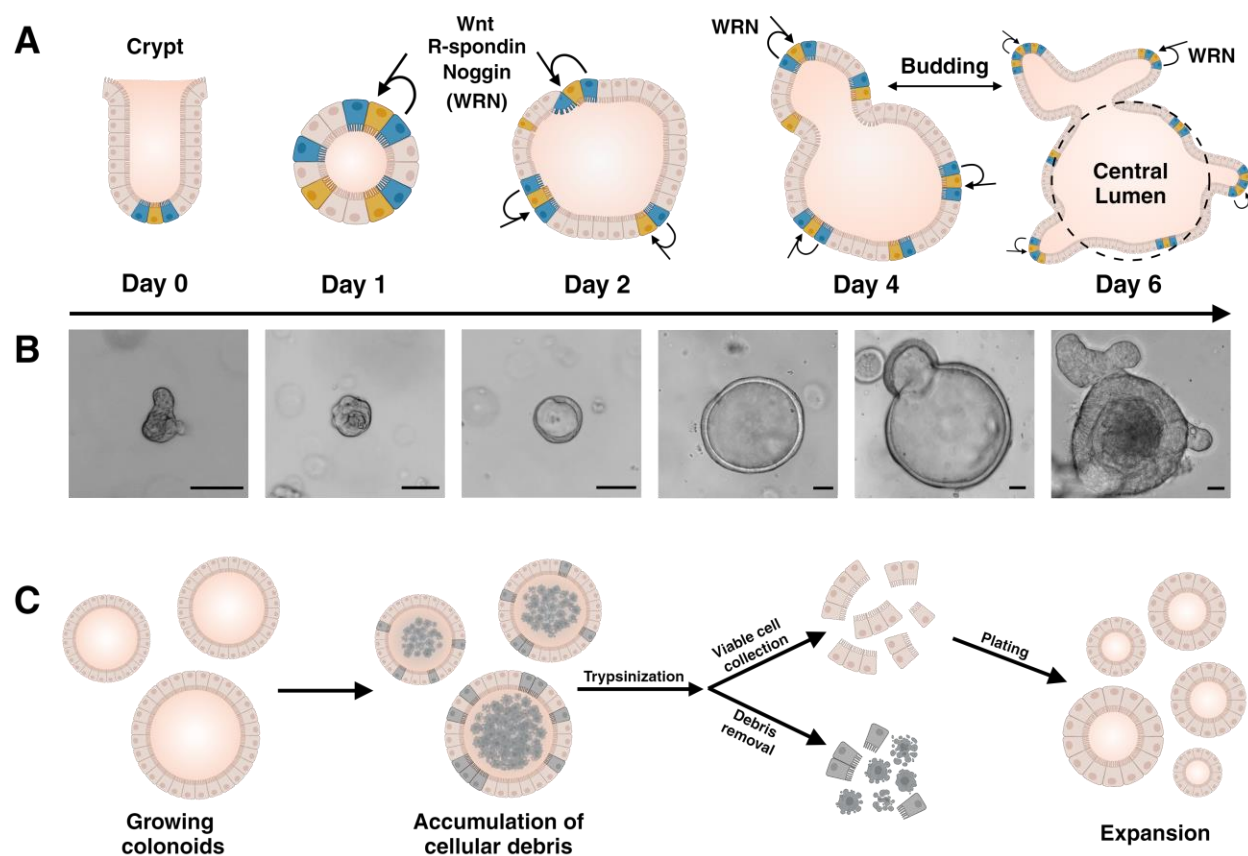 A
Crypt
Wnt
R-spondin
Noggin
(WRN)
WRN
Budding
WRN
Central
Lumen
Day 0
Day 1
Day 2
Day 4
Day 6
B
C
Growing
colonoids
Accumulation of
cellular debris
Trypsinization
Viable cell
collection
Debris
removal
Plating
Expansion